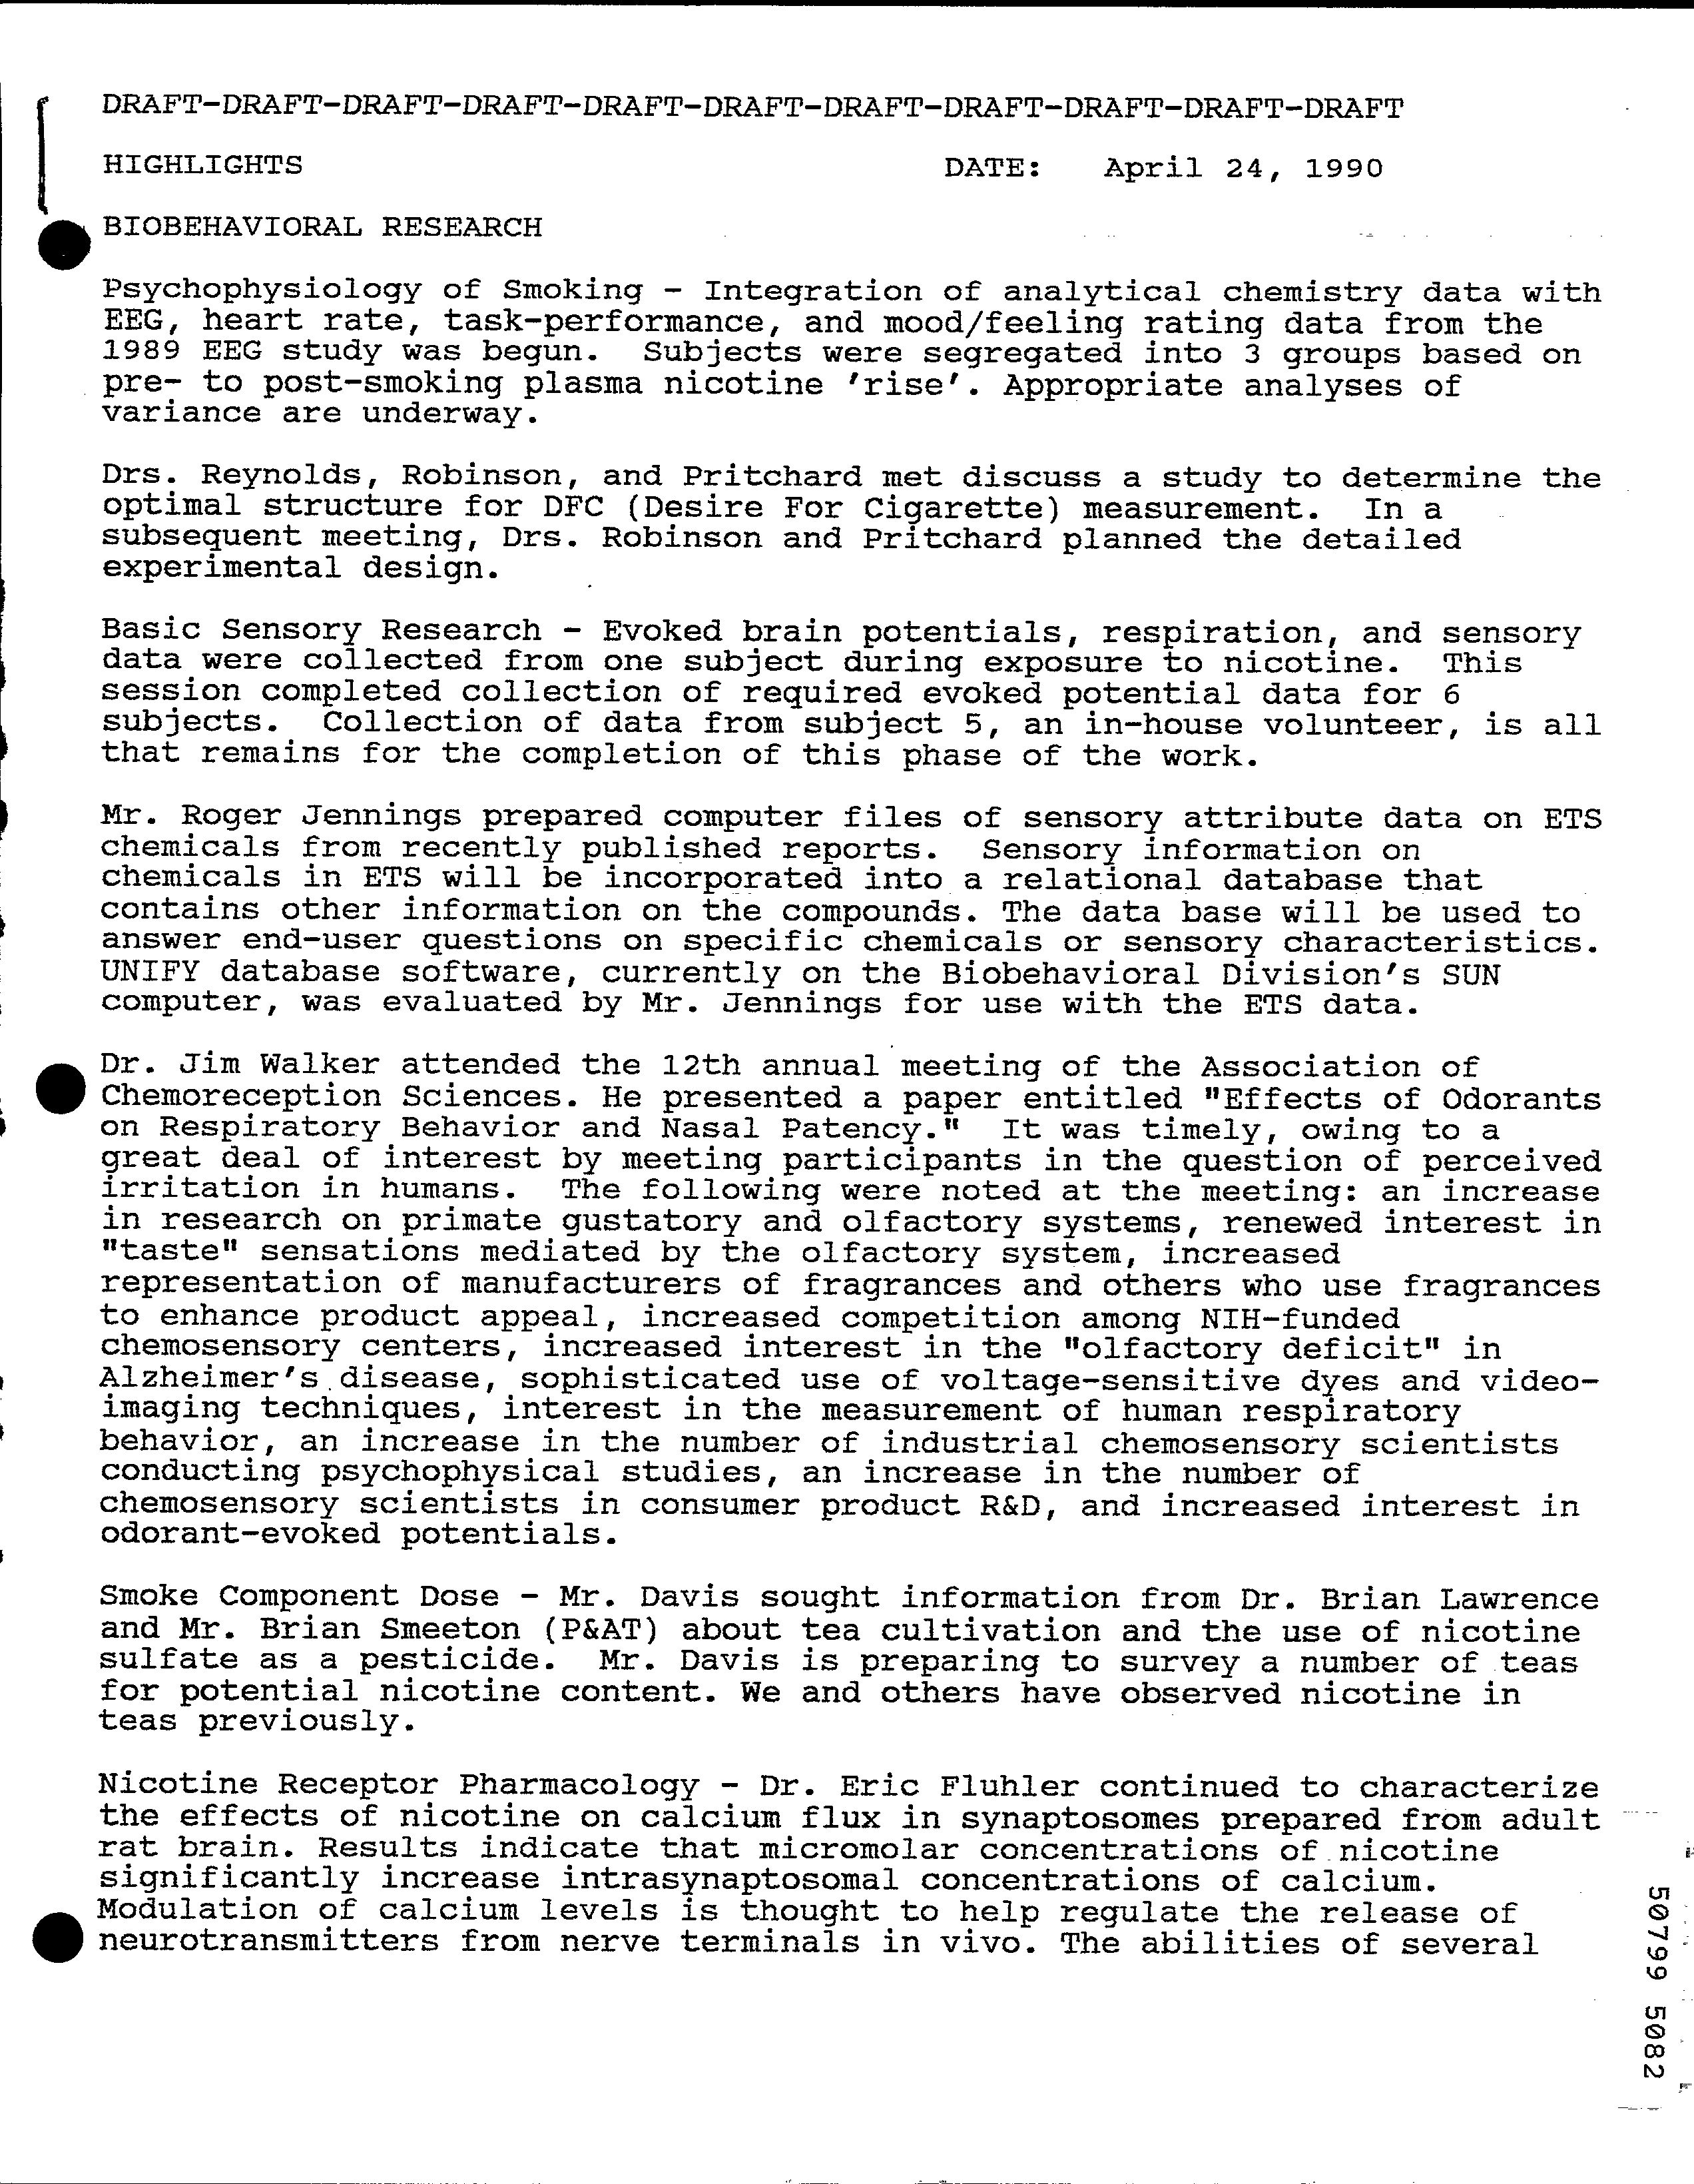 DRAFT-DRAFT-DRAFT-DRAFT-DRAFT-DRAFT-DRAFT-DRAFT-DRAFT-DRAFT-DRAFT
HIGHLIGHTS DATE: April 24, 1990
BIOBEHAVIORAL RESEARCH
Psychophysiology of Smoking - Integration of analytical chemistry data with
EEG, heart rate, task-performance, and mood/feeling rating data from the
1989 EEG study was begun. Subjects were segregated into 3 groups based on
pre- to post-smoking plasma nicotine 'rise'. Appropriate analyses of
variance are underway.
Drs. Reynolds, Robinson, and Pritchard met discuss a study to determine the
optimal structure for DFC (Desire For Cigarette) measurement. In a
subsequent meeting, Drs. Robinson and Pritchard planned the detailed
experimental design.
Basic Sensory Research - Evoked brain potentials, respiration, and sensory
data were collected from one subject during exposure to nicotine. This
session completed collection of required evoked potential data for 6
subjects. Collection of data from subject 5, an in-house volunteer, is all
that remains for the completion of this phase of the work.
Mr. Roger Jennings prepared computer files of sensory attribute data on ETS
chemicals from recently published reports. Sensory information on
chemicals in ETS will be incorporated into a relational database that
contains other information on the compounds. The data base will be used to
answer end-user questions on specific chemicals or sensory characteristics.
UNIFY database software, currently on the Biobehavioral Division's SUN
computer, was evaluated by Mr. Jennings for use with the ETS data.
Dr. Jim Walker attended the 12th annual meeting of the Association of
Chemoreception Sciences. He presented a paper entitled "Effects of Odorants
on Respiratory Behavior and Nasal Patency." It was timely, owing to a
great deal of interest by meeting participants in the question of perceived
irritation in humans. The following were noted at the meeting: an increase
in research on primate gustatory and olfactory systems, renewed interest in
"taste" sensations mediated by the olfactory system, increased
representation of manufacturers of fragrances and others who use fragrances
to enhance product appeal, increased competition among NIH-funded
chemosensory centers, increased interest in the "olfactory deficit" in
Alzheimer's disease, sophisticated use of voltage-sensitive dyes and video-
imaging techniques, interest in the measurement of human respiratory
behavior, an increase in the number of industrial chemosensory scientists
conducting psychophysical studies, an increase in the number of
chemosensory scientists in consumer product R&D, and increased interest in
odorant-evoked potentials.
Smoke Component Dose - Mr. Davis sought information from Dr. Brian Lawrence
and Mr. Brian Smeeton (P&AT) about tea cultivation and the use of nicotine
sulfate as a pesticide. Mr. Davis is preparing to survey a number of teas
for potential nicotine content. We and others have observed nicotine in
teas previously.
Nicotine Receptor Pharmacology - Dr. Eric Fluhler continued to characterize
the effects of nicotine on calcium flux in synaptosomes prepared from adult
rat brain. Results indicate that micromolar concentrations of nicotine
significantly increase intrasynaptosomal concentrations of calcium.
Modulation of calcium levels is thought to help regulate the release of
neurotransmitters from nerve terminals in vivo. The abilities of several
50799 5082